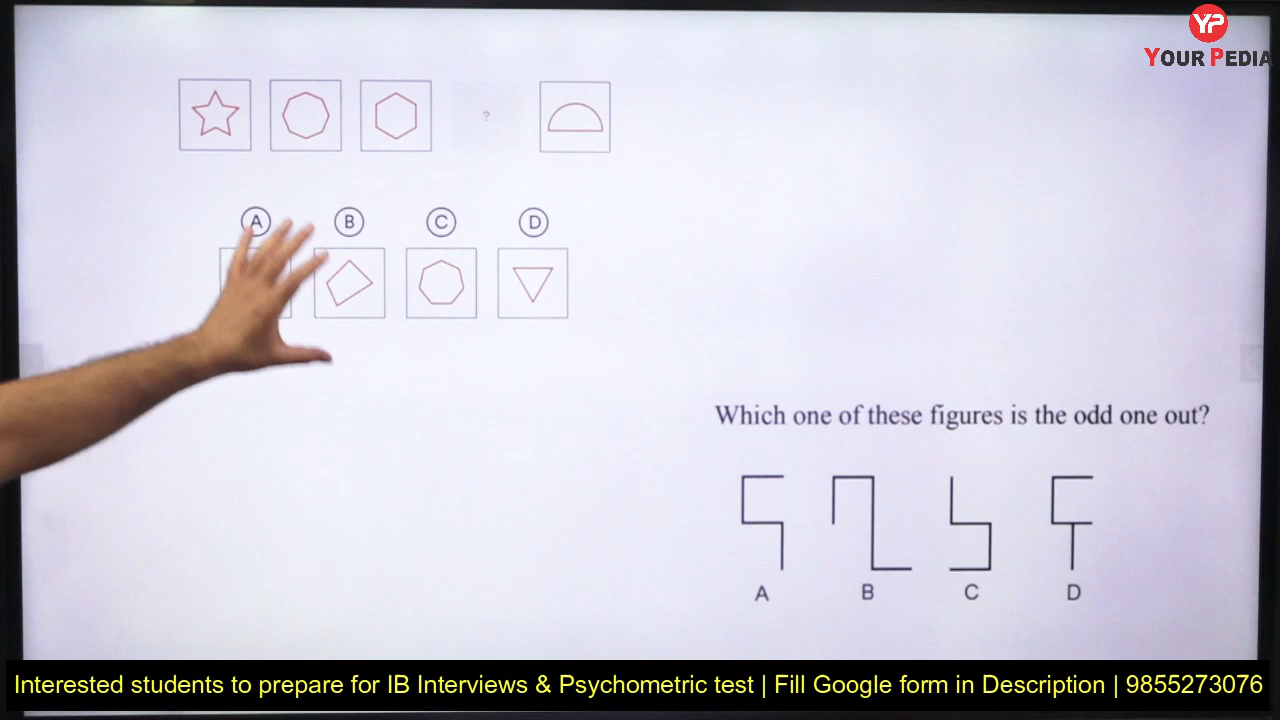 YP
YOUR PEDIA
?
A B C D
Which one of these figures is the odd one out?
A B C D
Interested students to prepare for IB Interviews & Psychometric test | Fill Google form in Description | 9855273076